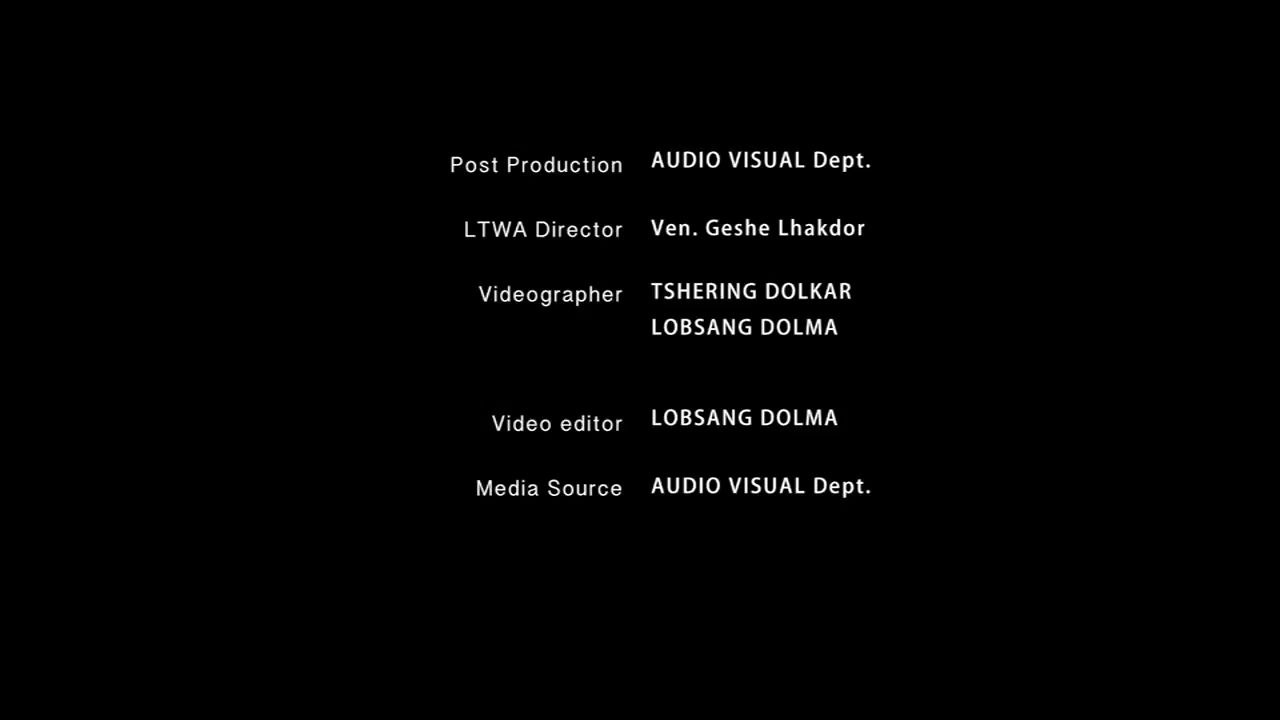 Post Production AUDIO VISUAL Dept.
LTWA Director Ven. Geshe Lhakdor
Videographer TSHERING DOLKAR
LOBSANG DOLMA
Video editor LOBSANG DOLMA
Media Source AUDIO VISUAL Dept.